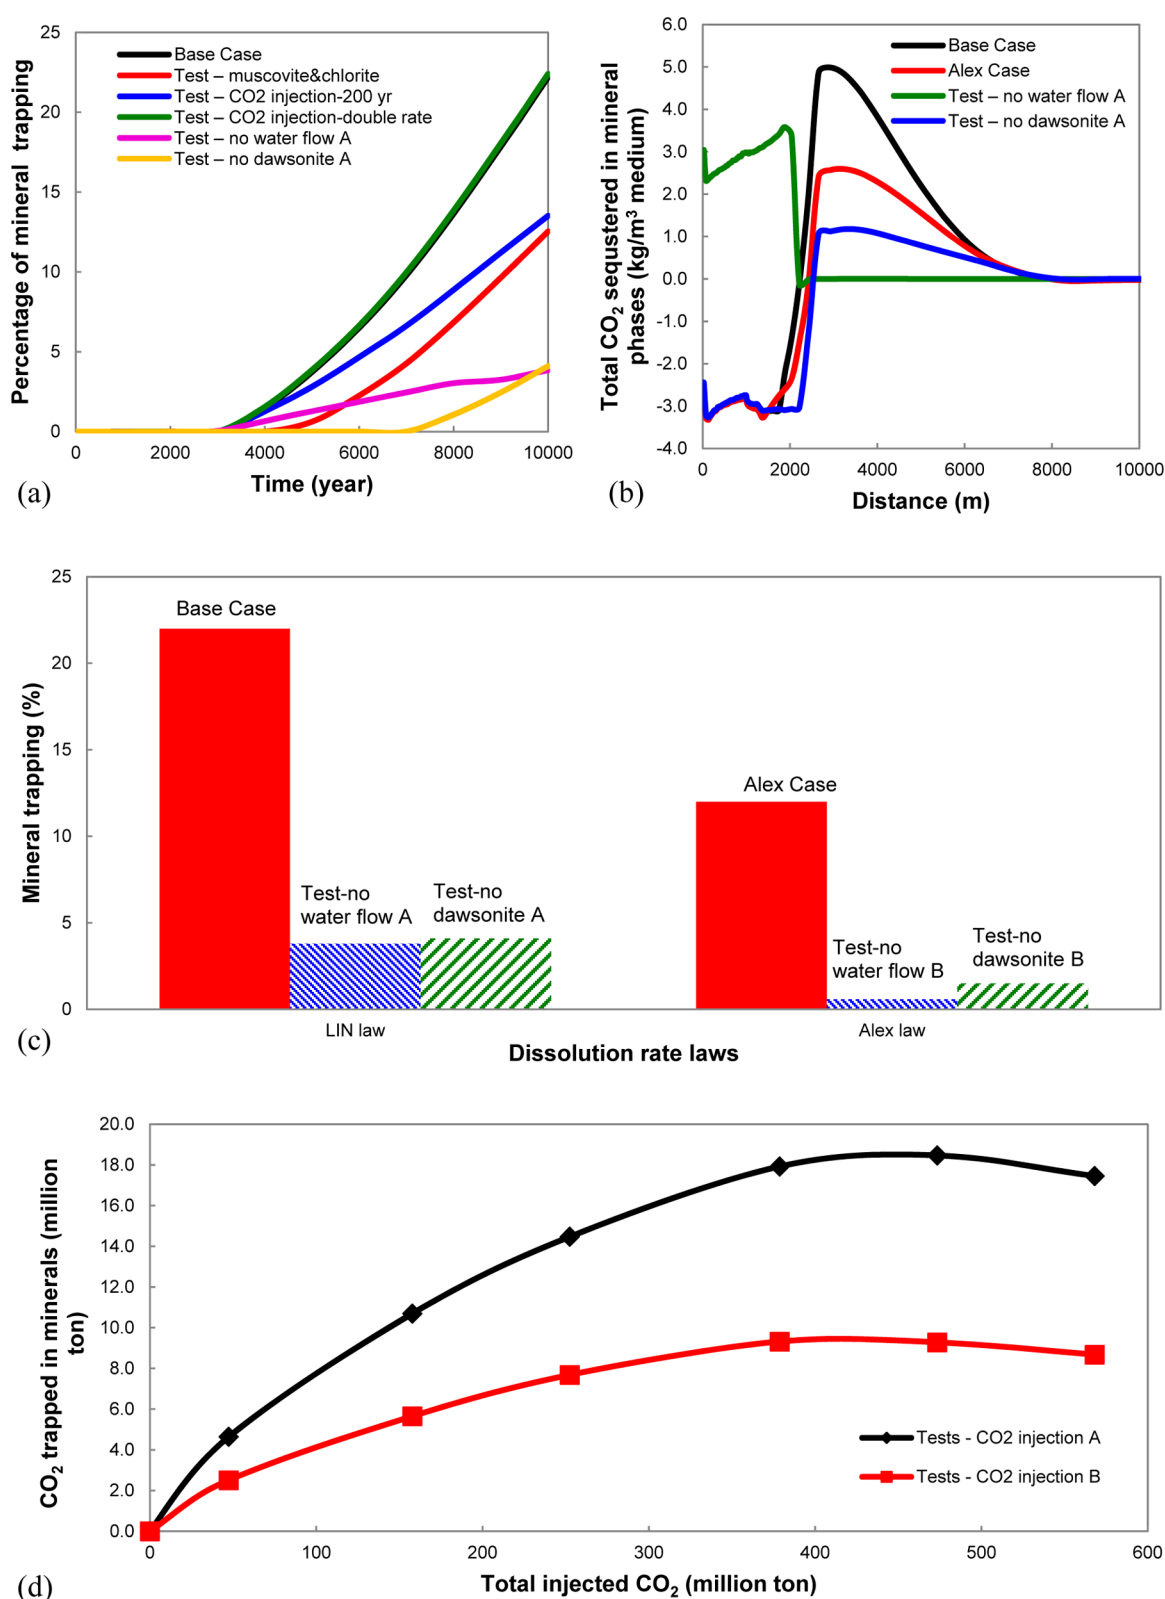 Percentage of mineral trapping
25
20
15
10
5
0
Base Case
Test – muscovite&chlorite
Test – CO2 injection-200 yr
Test – CO2 injection-double rate
Test – no water flow A
Test – no dawsonite A
0 2000 4000 6000 8000 10000
Time (year)
(a)
Total CO2 sequstered in mineral
phases (kg/m3 medium)
6.0
5.0
4.0
3.0
2.0
1.0
0.0
-1.0
-2.0
-3.0
-4.0
Base Case
Alex Case
Test – no water flow A
Test – no dawsonite A
0 2000 4000 6000 8000 10000
Distance (m)
(b)
Mineral trapping (%)
25
20
15
10
5
0
Base Case
Test-no
water flow A
Test-no
dawsonite A
Alex Case
Test-no
water flow B
Test-no
dawsonite B
LIN law
Alex law
Dissolution rate laws
(c)
CO2 trapped in minerals (million
ton)
20.0
18.0
16.0
14.0
12.0
10.0
8.0
6.0
4.0
2.0
0.0
Tests - CO2 injection A
Tests - CO2 injection B
0 100 200 300 400 500 600
Total injected CO2 (million ton)
(d)